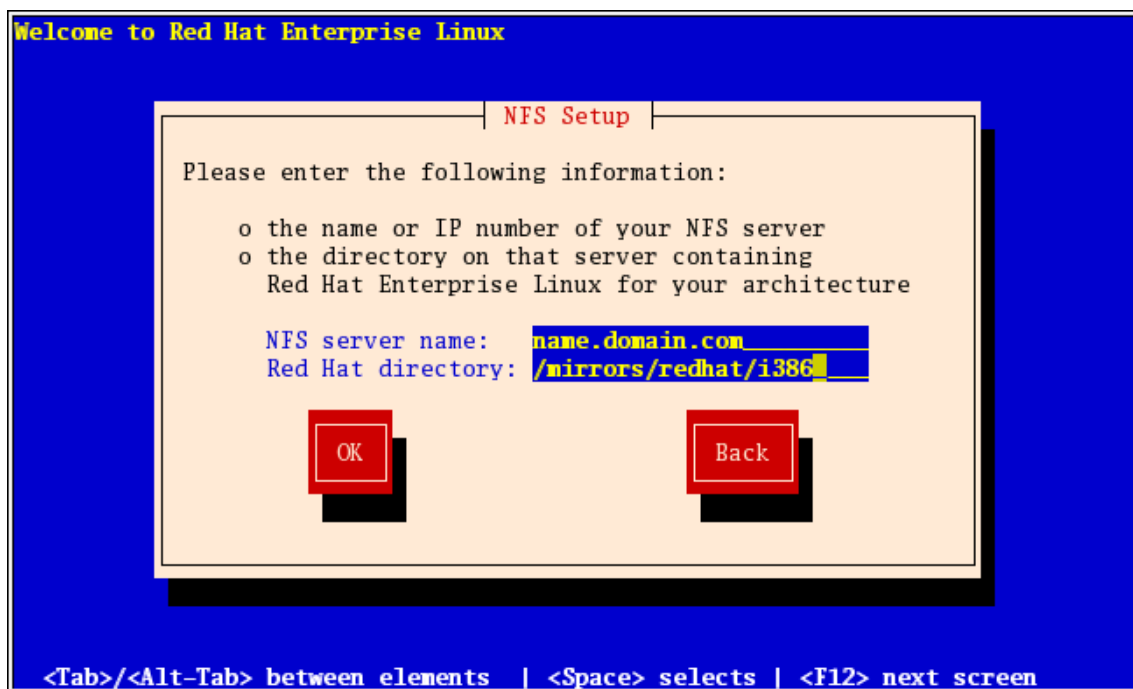 Welcome to Red Hat Enterprise Linux
NFS Setup
Please enter the following information:
o the name or IP number of your NFS server
o the directory on that server containing
Red Hat Enterprise Linux for your architecture
NFS server name: name.domain.com_________
Red Hat directory: /mirrors/redhat/i386____
OK Back
<Tab>/<Alt-Tab> between elements | <Space> selects | <F12> next screen